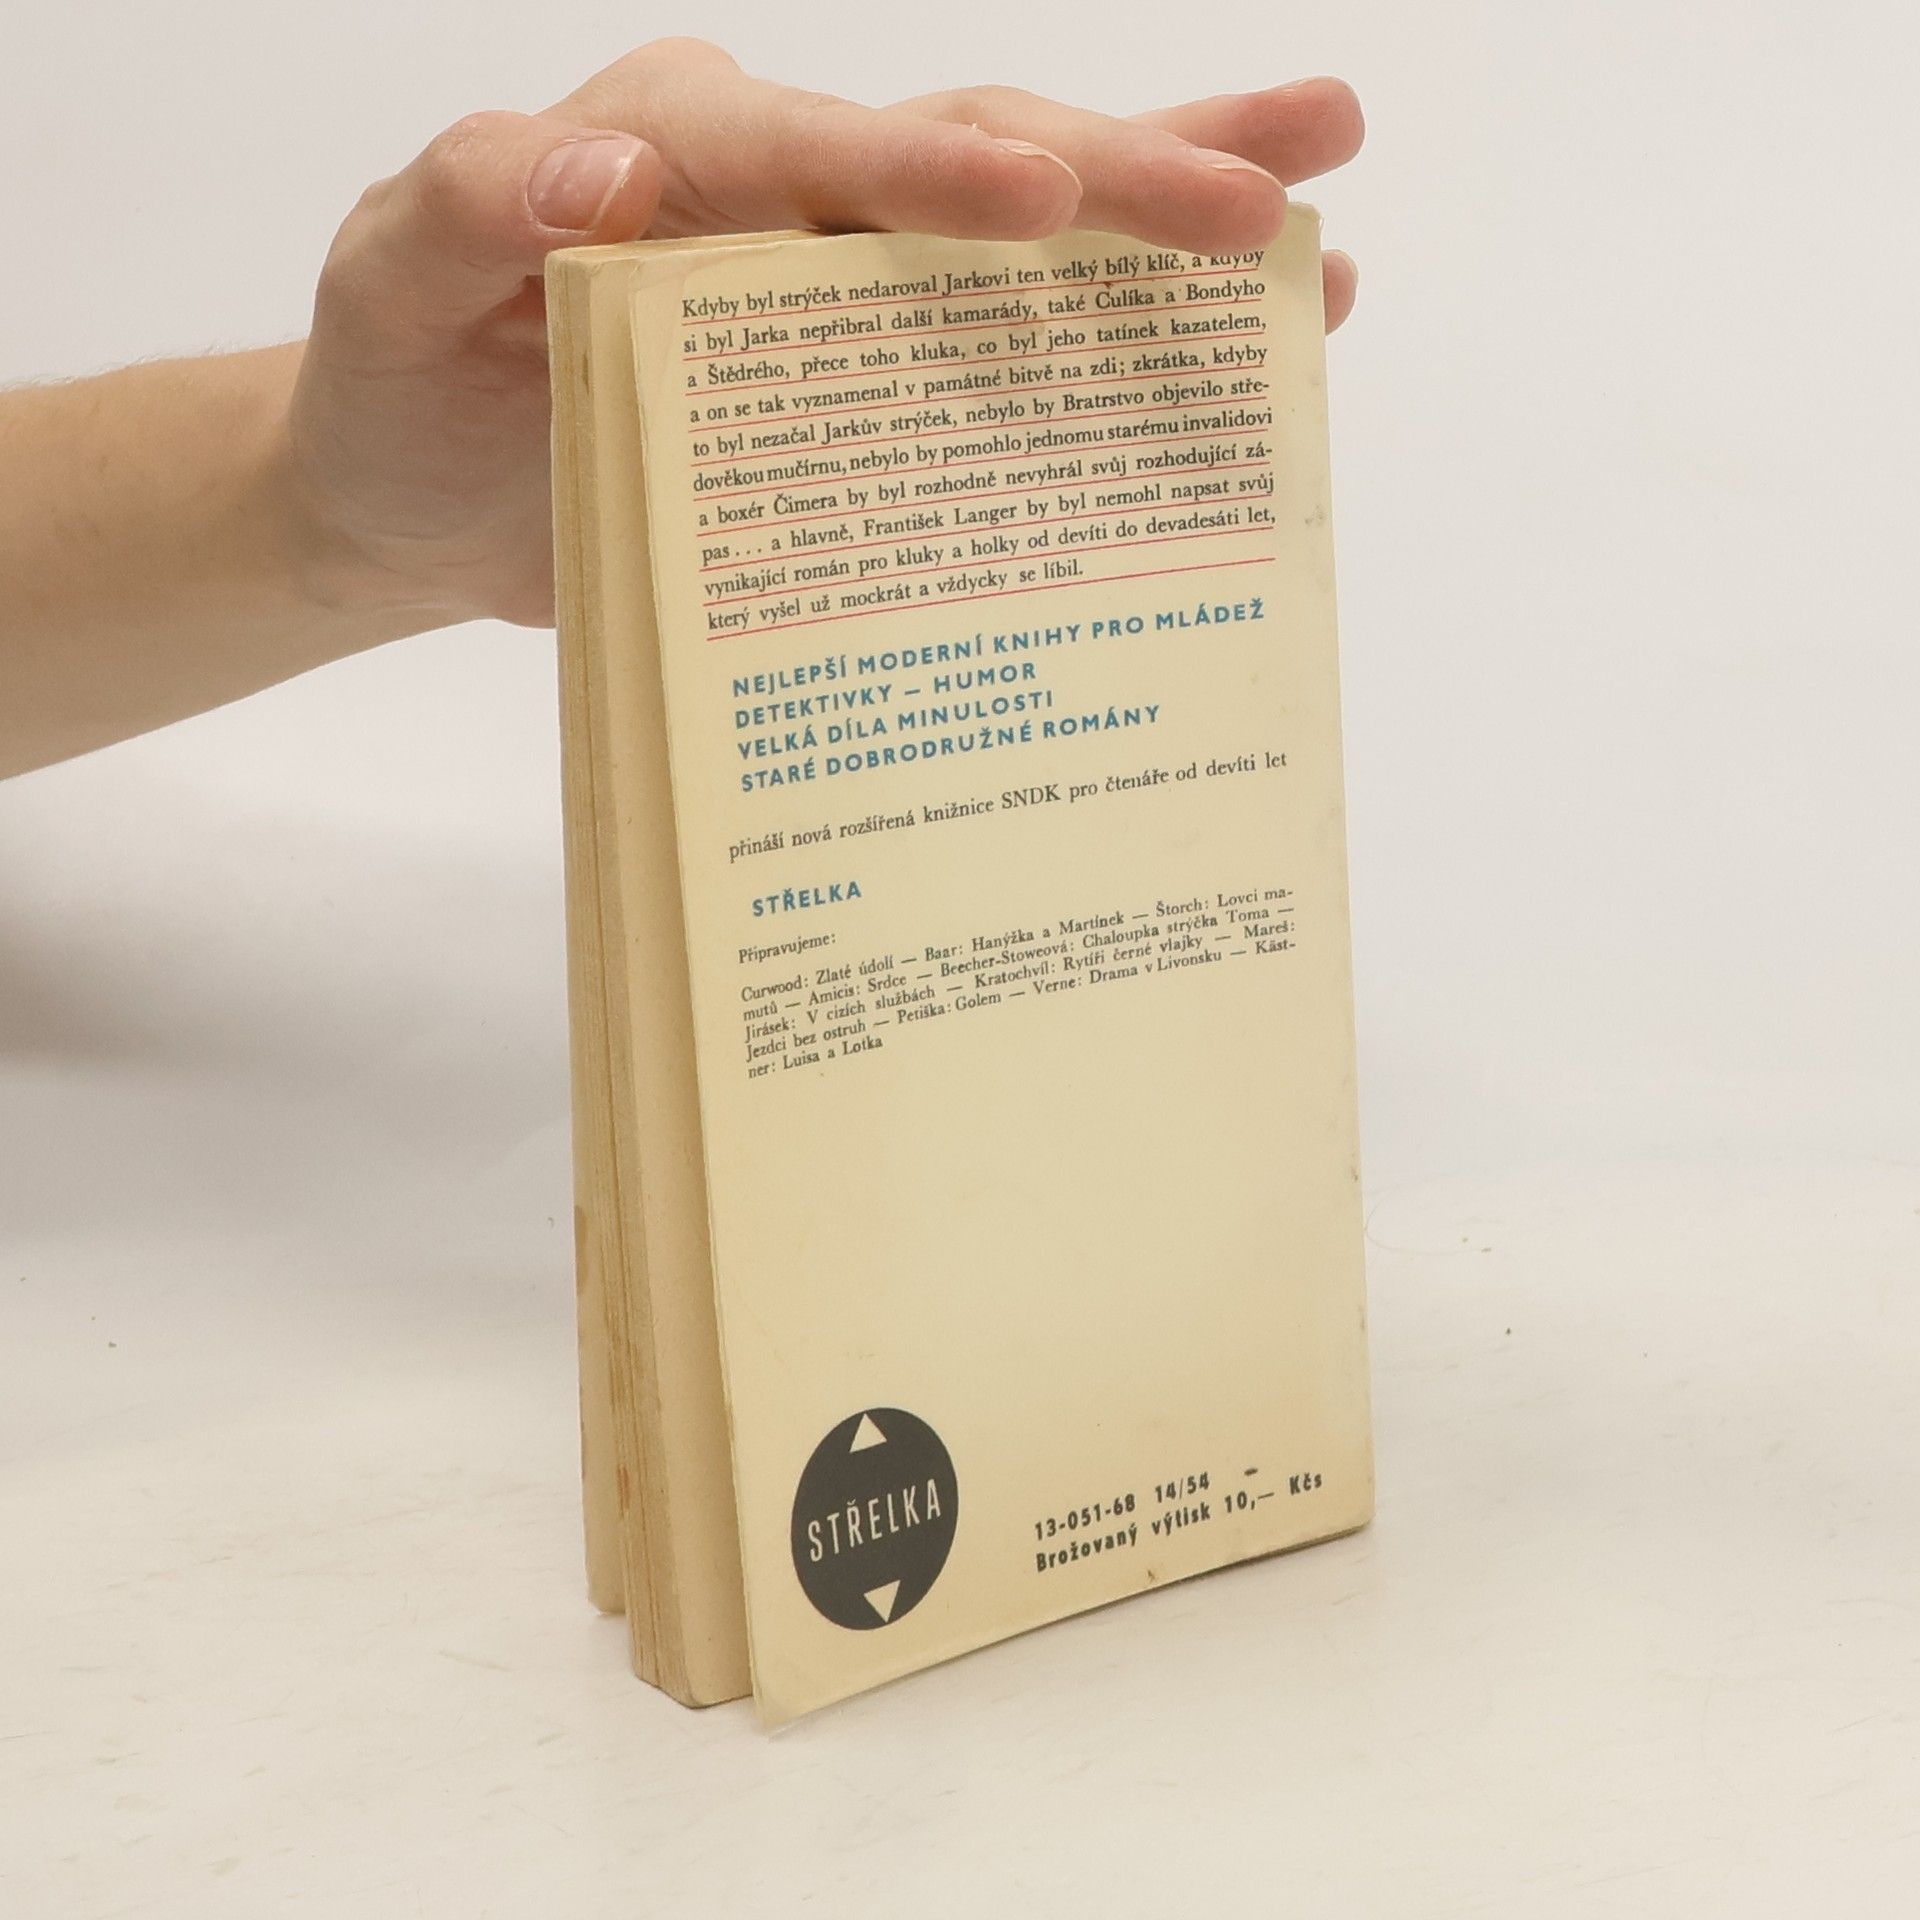 Kdyby byl strýček nedaroval Jarkovi ten velký bílý klíč, a kdyby
si byl Jarka nepřibral další kamarády, také Čulíka a Bondyho
a Štědrého, přece toho kluka, co byl jeho tatínek kazatelem,
a on se tak vyznamenal v památné bitvě na zdi; zkrátka, kdyby
to byl nezačal Jarkův strýček, nebylo by Bratrstvo objevilo stře-
dověkou mučírnu, nebylo by pomohlo jednomu starému invalidovi
a boxér Čimera by byl rozhodně nevyhrál svůj rozhodující zá-
pas... a hlavně, František Langer by byl nemohl napsat svůj
vynikající román pro kluky a holky od devíti do devadesáti let,
který vyšel už mockrát a vždycky se líbil.
NEJLEPŠÍ MODERNÍ KNIHY PRO MLÁDEŽ
DETEKTIVKY – HUMOR
VELKÁ DÍLA MINULOSTI
STARÉ DOBRODRUŽNÉ ROMÁNY
přináší nová rozšířená knižnice SNDK pro čtenáře od devíti let
STŘELKA
Připravujeme:
Curwood: Zlaté údolí — Baar: Hanýžka a Martínek — Štorch: Lovci ma-
mutů — Amicis: Srdce — Beecher-Stoweová: Chaloupka strýčka Toma —
Jirásek: V cizích službách — Kratochvíl: Rytíři černé vlajky — Mareš:
Jezdci bez ostruh — Petiška: Golem — Verne: Drama v Livonsku — Käst-
ner: Luisa a Lotka
STŘELKA
13-051-68 14/54
Brožovaný výtisk 10,— Kčs